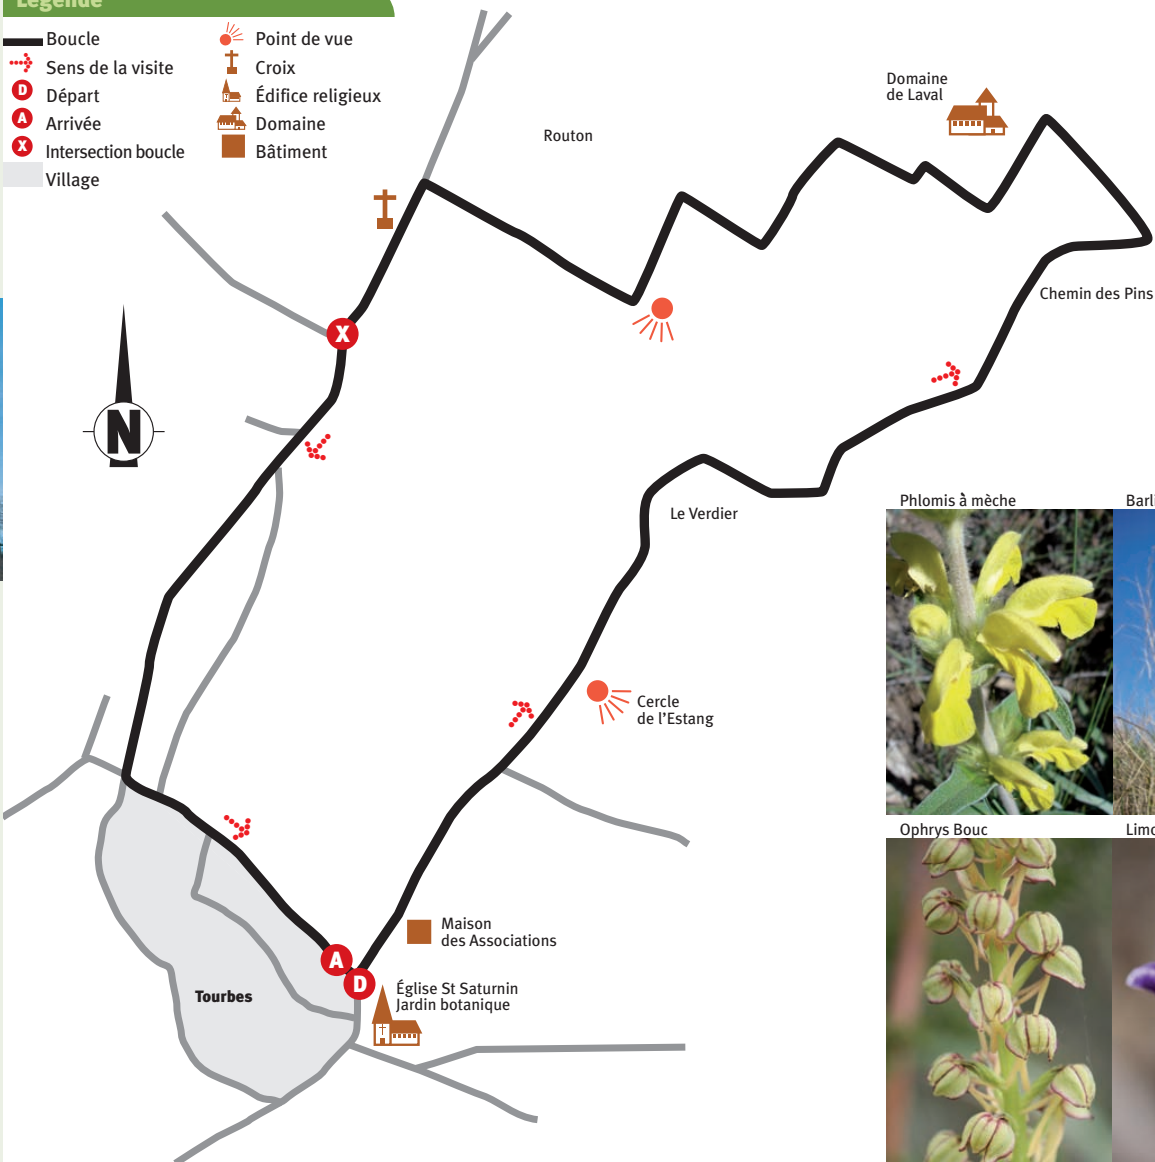 Légende
Boucle
Sens de la visite
D
Départ
A
Arrivée
X
Intersection boucle
Village
Point de vue
Croix
Édifice religieux
Domaine
Bâtiment
Routon
Domaine
de Laval
X
N
Chemin des Pins
Le Verdier
Phlomis à mèche
Cercle
de l'Estang
Ophrys Bouc
Maison
des Associations
A
D
Église St Saturnin
Jardin botanique
Tourbes